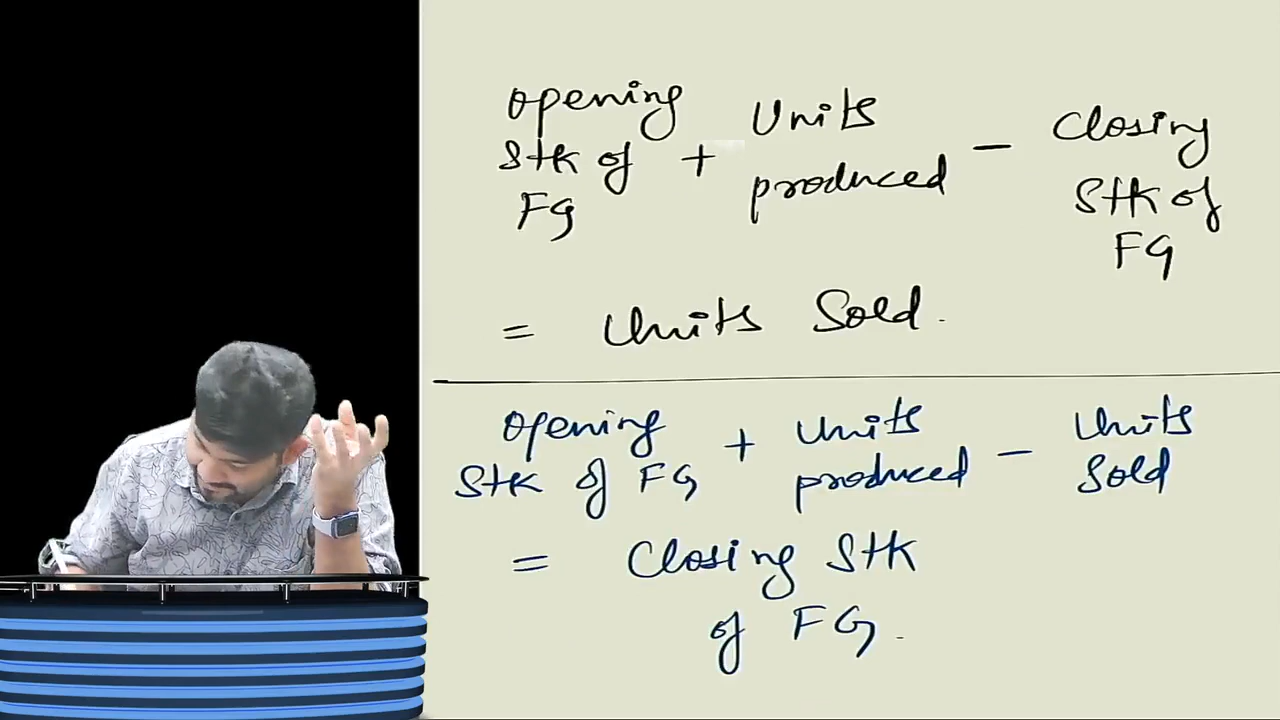 Opening Units Closing
Stk of + produced - Stk of
FG FG
= Units Sold.
Opening + Units - Units
Stk of FG produced Sold
= Closing Stk
of FG.